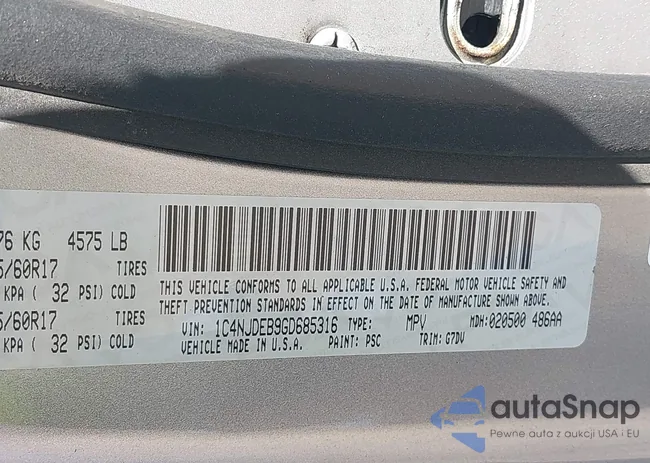 76 KG 4575 LB
5/60R17 TIRES
KPA ( 32 PSI) COLD
5/60R17 TIRES
KPA ( 32 PSI) COLD
THIS VEHICLE CONFORMS TO ALL APPLICABLE U.S.A. FEDERAL MOTOR VEHICLE SAFETY AND
THEFT PREVENTION STANDARDS IN EFFECT ON THE DATE OF MANUFACTURE SHOWN ABOVE.
VIN: 1C4NJDEB9GD685316 TYPE: MPV MDH: 020500 486AA
VEHICLE MADE IN U.S.A. PAINT: PSC TRIM: G7DV
autaSnap
Pewne auta z aukcji USA i EU